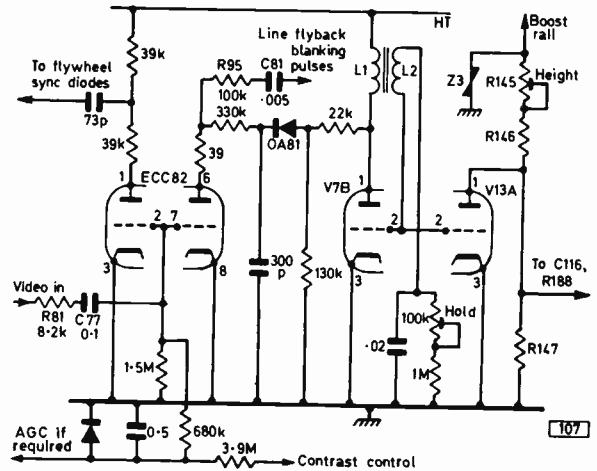 HT
Boost
rail
Line flyback
blanking
pulses
To flywheel
sync diodes
39k
73p
39k
R95
100k
C81
.005
330k
OA81
22k
39
L1
L2
Z3
R145
Height
R146
ECC82
1
6
2
7
3
8
V7B
1
2
3
V13A
1
2
3
300
p
130k
Video in
R81
8.2k
C77
0.1
1.5M
.02
100k
Hold
1M
To C116,
R188
R147
AGC if
required
0.5
680k
3.9M
Contrast control
107